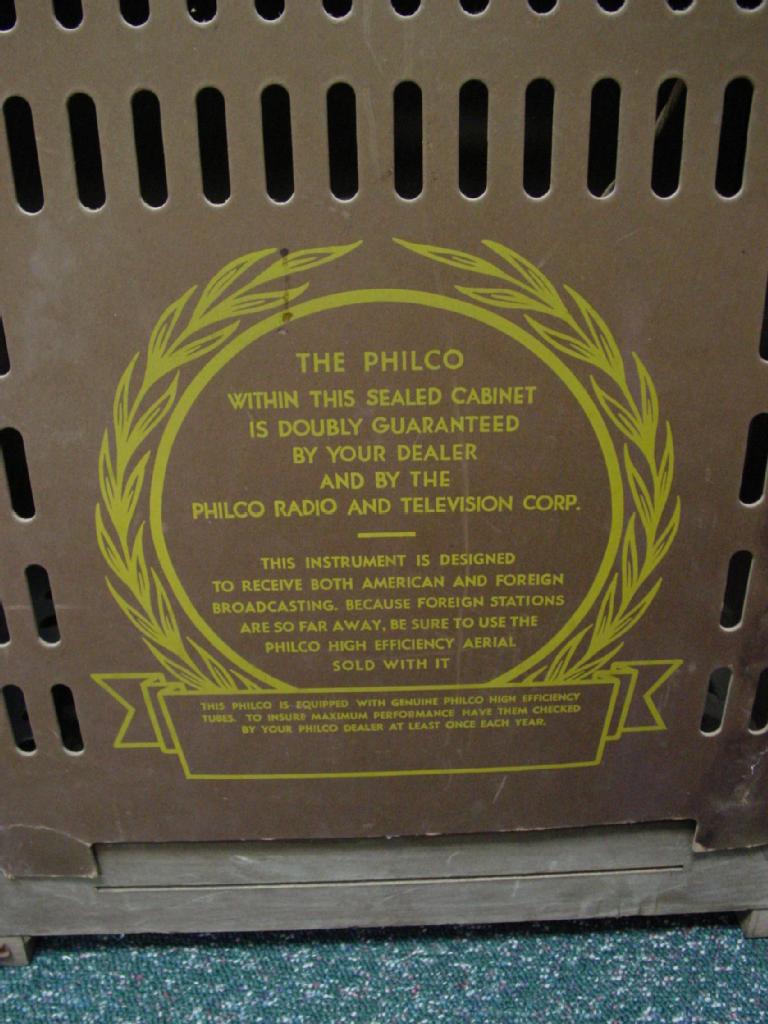 THE PHILCO
WITHIN THIS SEALED CABINET
IS DOUBLY GUARANTEED
BY YOUR DEALER
AND BY THE
PHILCO RADIO AND TELEVISION CORP.
THIS INSTRUMENT IS DESIGNED
TO RECEIVE BOTH AMERICAN AND FOREIGN
BROADCASTING. BECAUSE FOREIGN STATIONS
ARE SO FAR AWAY, BE SURE TO USE THE
PHILCO HIGH EFFICIENCY AERIAL
SOLD WITH IT
THIS PHILCO IS EQUIPPED WITH GENUINE PHILCO HIGH EFFICIENCY
TUBES. TO INSURE MAXIMUM PERFORMANCE HAVE THEM CHECKED
BY YOUR PHILCO DEALER AT LEAST ONCE EACH YEAR.